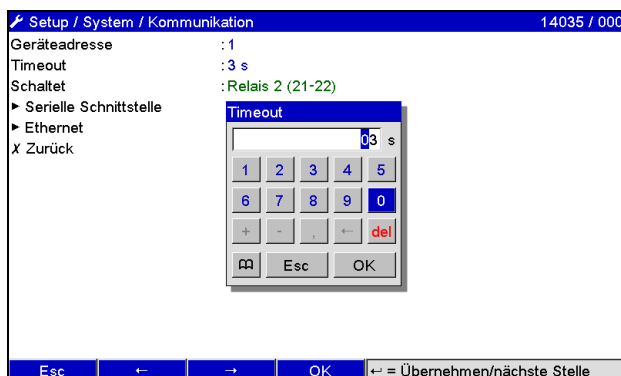 Setup / System / Kommunikation 14035 / 000
Geräteadresse : 1
Timeout : 3 s
Schaltet : Relais 2 (21-22)
► Serielle Schnittstelle
► Ethernet
X Zurück
Timeout
03 s
1 2 3 4 5
6 7 8 9 0
+ - , ← del
Esc OK
Esc ← → OK ↵ = Übernehmen/nächste Stelle